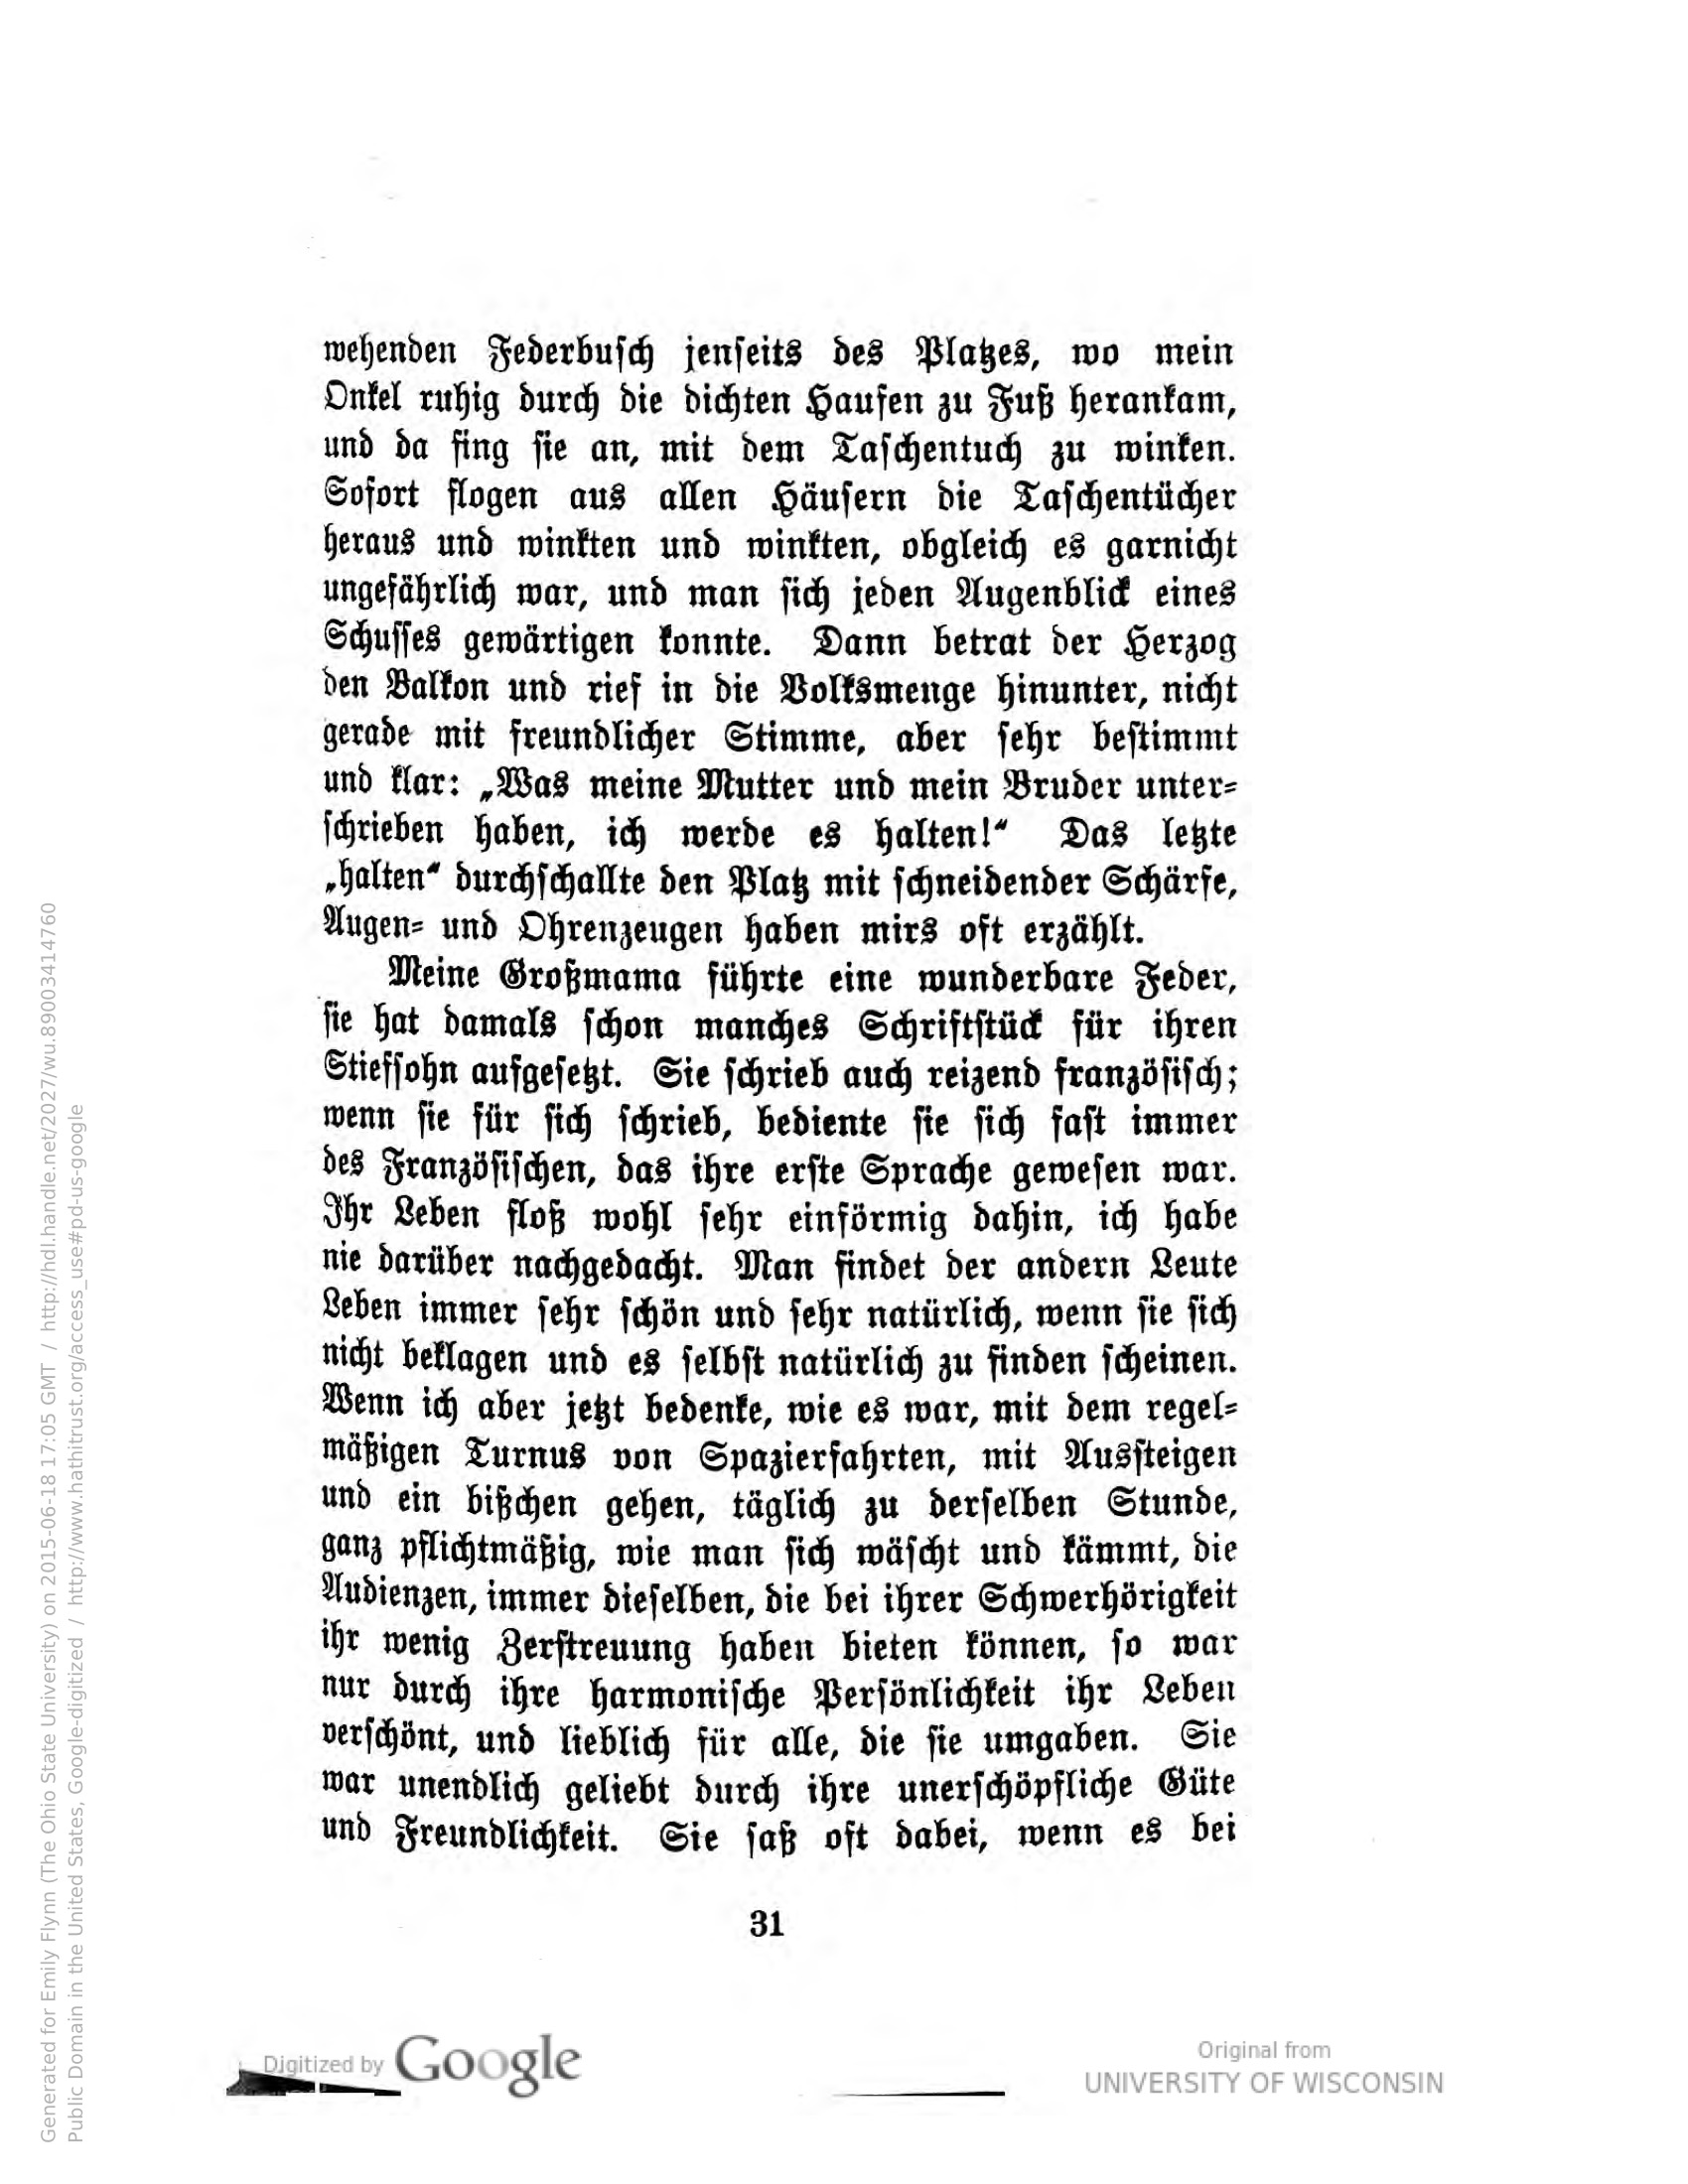 wehenden Federbusch jenseits des Platzes, wo mein
Onkel ruhig durch die dichten Haufen zu Fuß herankam,
und da fing sie an, mit dem Taschentuch zu winken.
Sofort flogen aus allen Häusern die Taschentücher
heraus und winkten und winkten, obgleich es garnicht
ungefährlich war, und man sich jeden Augenblick eines
Schusses gewärtigen konnte. Dann betrat der Herzog
den Balkon und rief in die Volksmenge hinunter, nicht
gerade mit freundlicher Stimme, aber sehr bestimmt
und klar: „Was meine Mutter und mein Bruder unter-
schrieben haben, ich werde es halten!“ Das letzte
„halten“ durchschallte den Platz mit schneidender Schärfe,
Augen- und Ohrenzeugen haben mirs oft erzählt.
Meine Großmama führte eine wunderbare Feder,
sie hat damals schon manches Schriftstück für ihren
Stiefsohn aufgesetzt. Sie schrieb auch reizend französisch;
wenn sie für sich schrieb, bediente sie sich fast immer
des Französischen, das ihre erste Sprache gewesen war.
Ihr Leben floß wohl sehr einförmig dahin, ich habe
nie darüber nachgedacht. Man findet der andern Leute
Leben immer sehr schön und sehr natürlich, wenn sie sich
nicht beklagen und es selbst natürlich zu finden scheinen.
Wenn ich aber jetzt bedenke, wie es war, mit dem regel-
mäßigen Turnus von Spazierfahrten, mit Aussteigen
und ein bißchen gehen, täglich zu derselben Stunde,
ganz pflichtmäßig, wie man sich wäscht und kämmt, die
Audienzen, immer dieselben, die bei ihrer Schwerhörigkeit
ihr wenig Zerstreuung haben bieten können, so war
nur durch ihre harmonische Persönlichkeit ihr Leben
verschönt, und lieblich für alle, die sie umgaben. Sie
war unendlich geliebt durch ihre unerschöpfliche Güte
und Freundlichkeit. Sie saß oft dabei, wenn es bei
31
Generated for Emily Flynn (The Ohio State University) on 2015-06-18 17:05 GMT / http://hdl.handle.net/2027/wu.89003414760
Public Domain in the United States, Google-digitized / http://www.hathitrust.org/access_use#pd-us-google
Digitized by Google
Original from
UNIVERSITY OF WISCONSIN